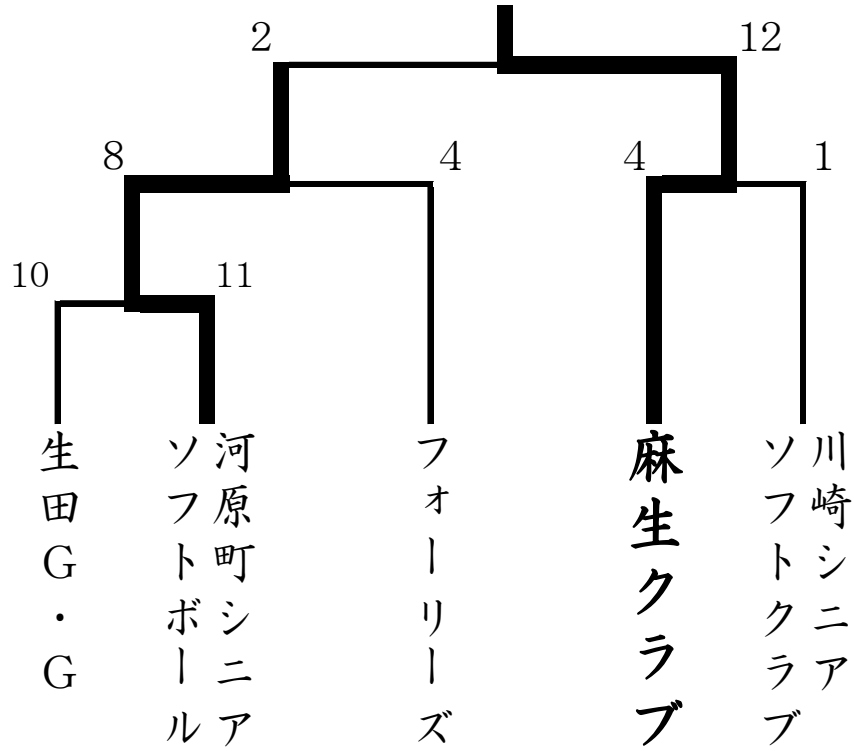 2
12
8
4
4
1
10
11
生田G・G
河原町シニア
ソフトボール
フォーリーズ
麻生クラブ
川崎シニア
ソフトクラブ